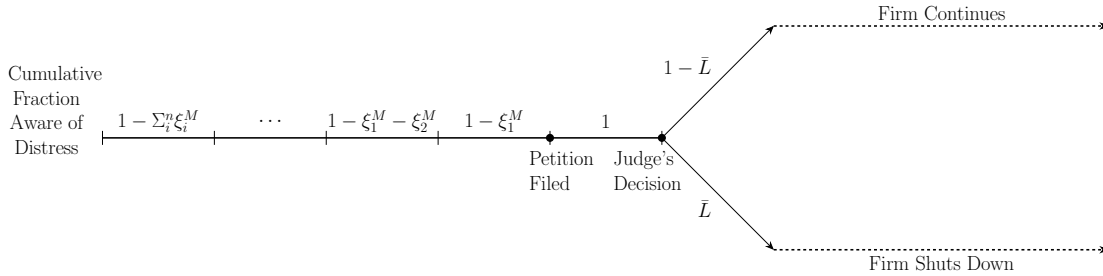 Firm Continues
1 − L̄
Cumulative
Fraction
Aware of
Distress
1 − Σᵢⁿξᵢᴹ
⋯
1 − ξ₁ᴹ − ξ₂ᴹ
1 − ξ₁ᴹ
1
Petition
Filed
Judge's
Decision
L̄
Firm Shuts Down